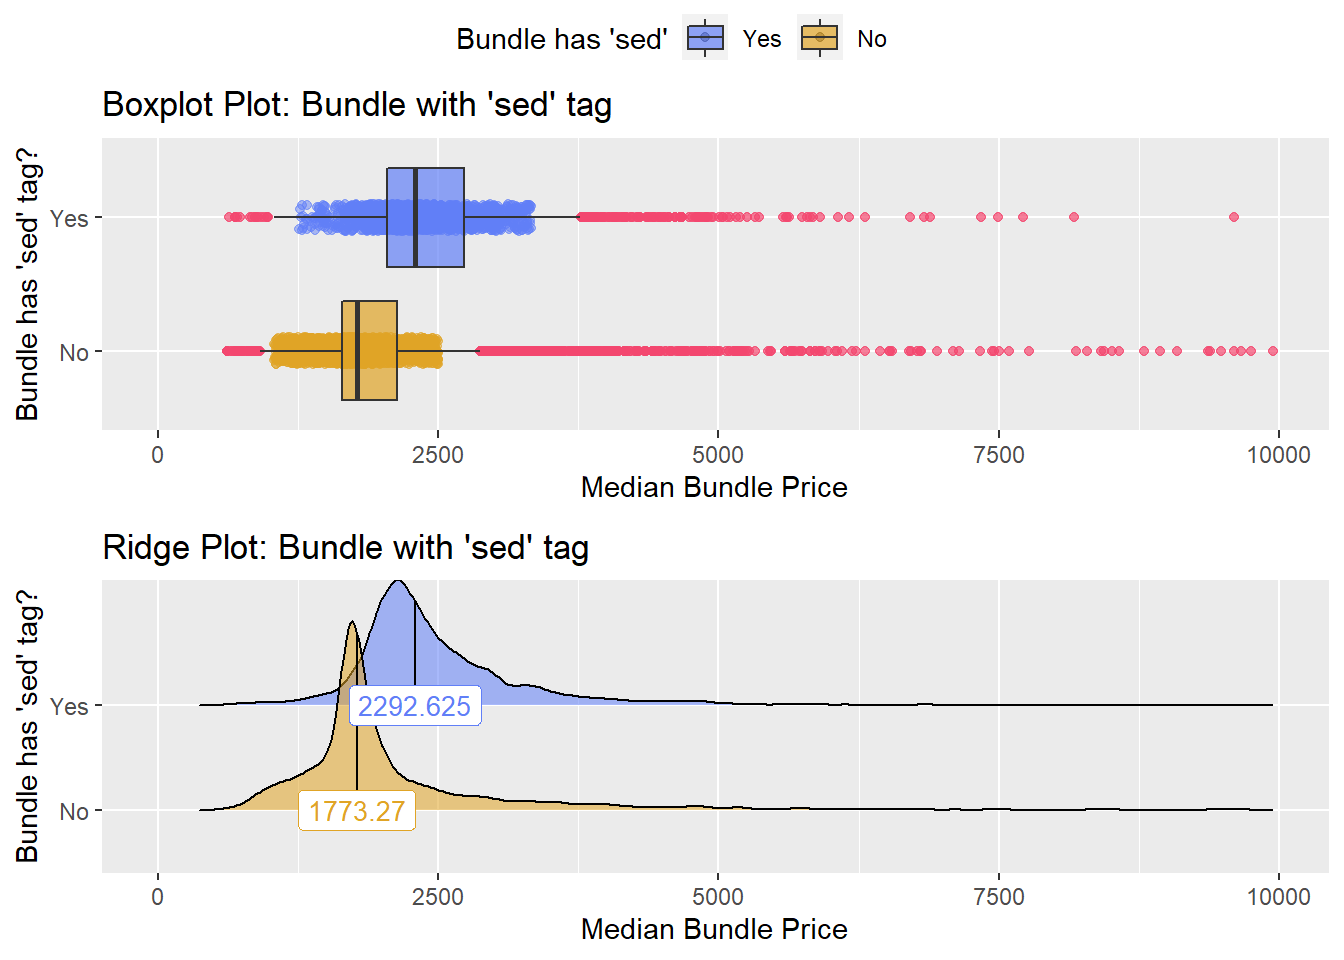 Bundle has 'sed' Yes No
Boxplot Plot: Bundle with 'sed' tag
Bundle has 'sed' tag?
Yes
No
0 2500 5000 7500 10000
Median Bundle Price
Ridge Plot: Bundle with 'sed' tag
Bundle has 'sed' tag?
Yes
2292.625
No
1773.27
0 2500 5000 7500 10000
Median Bundle Price